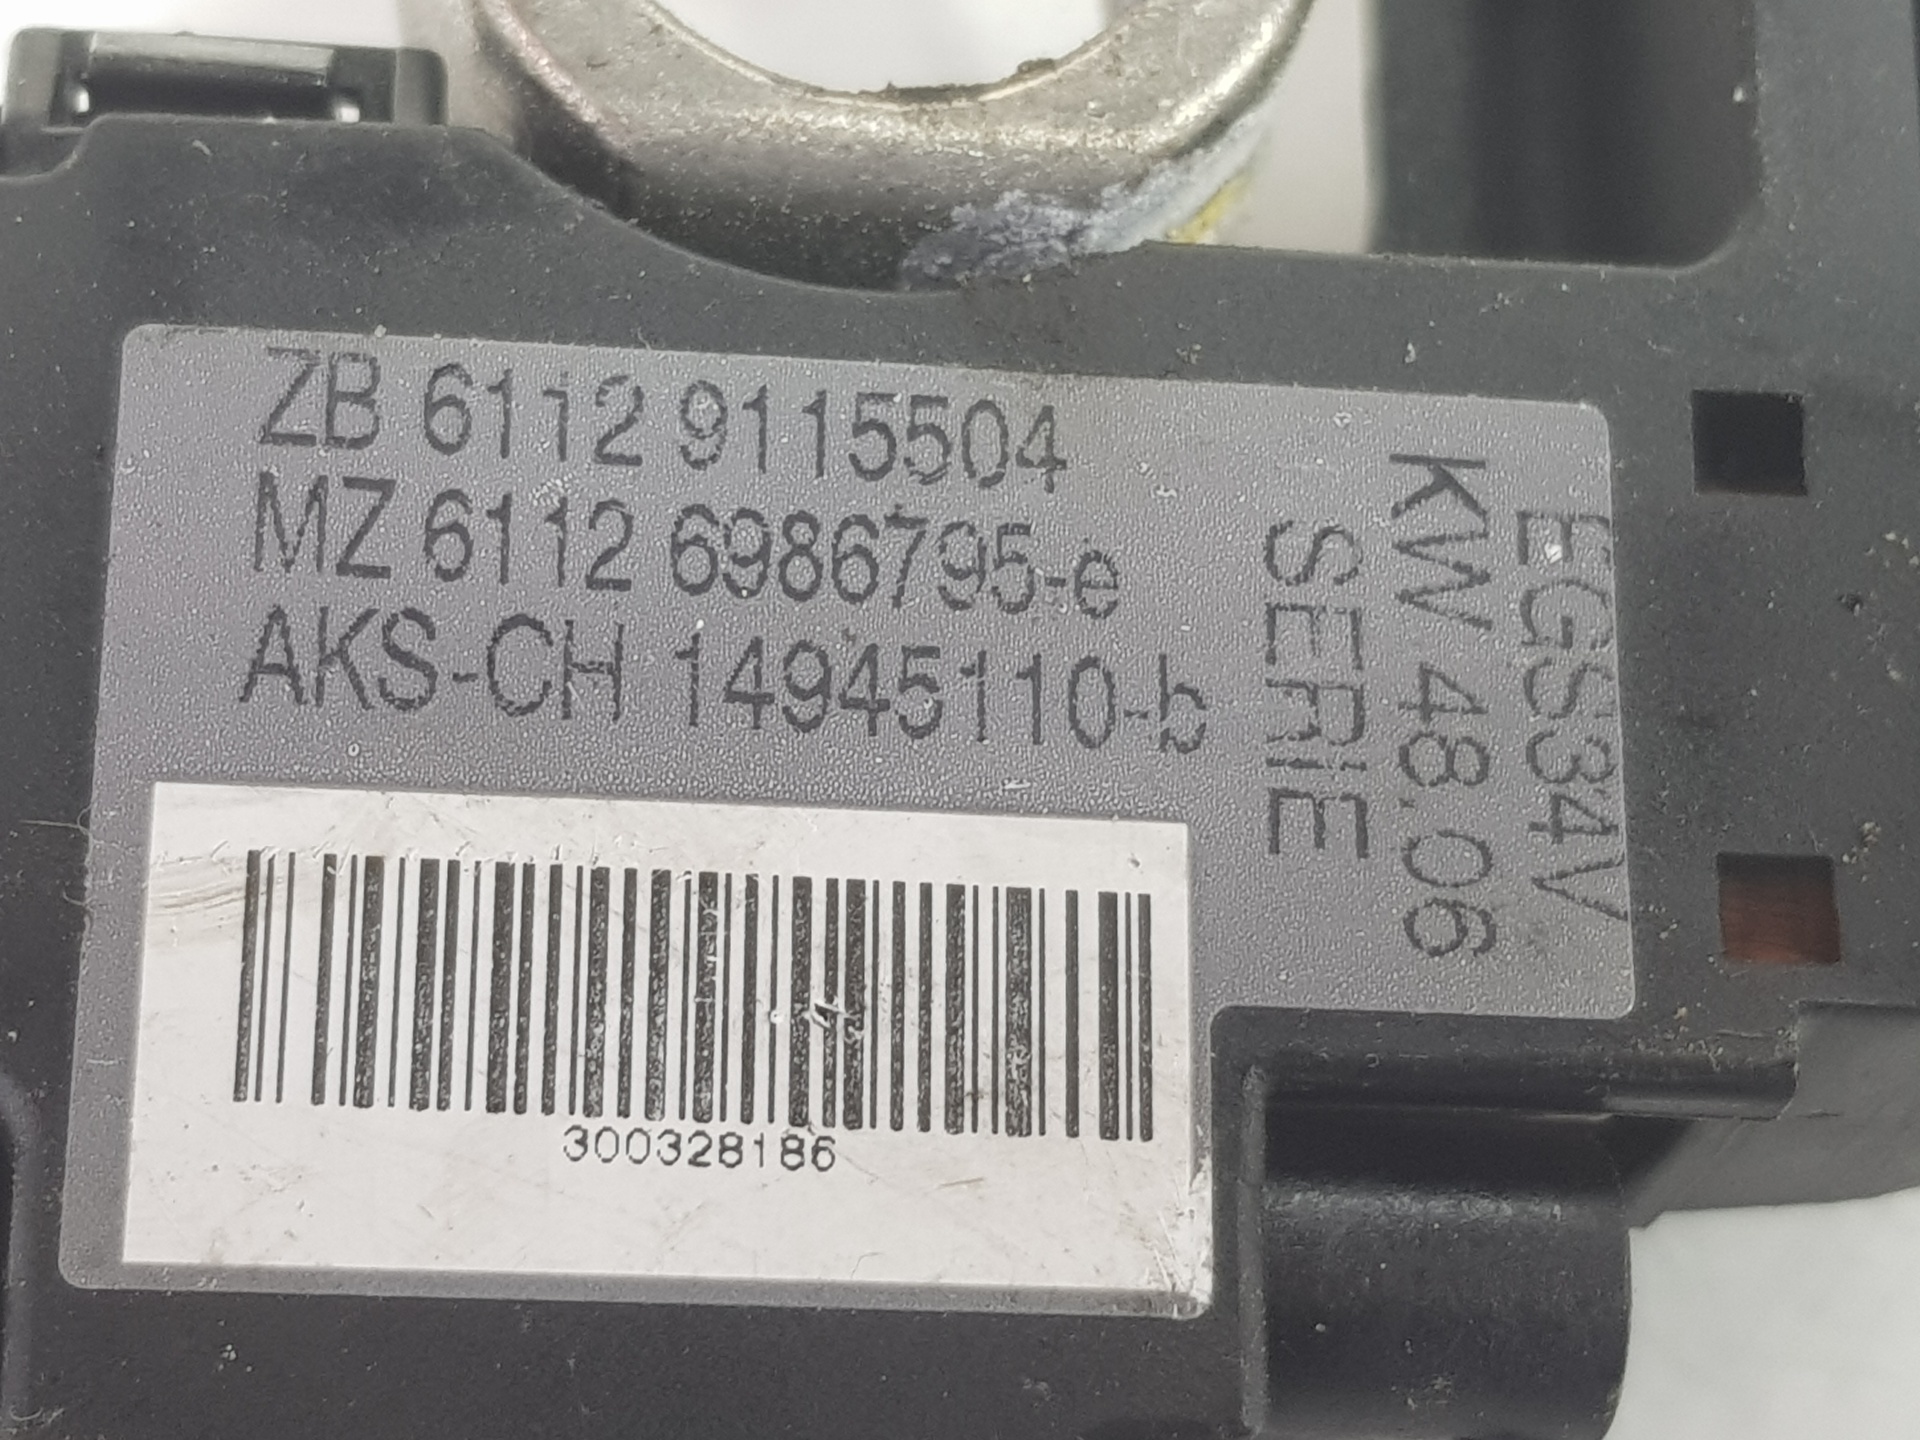 ZB 6112 9115504
MZ 6112 6986795-e
AKS-CH 14945110-b
EGS34V
KW 48.06
SERiE
300328186